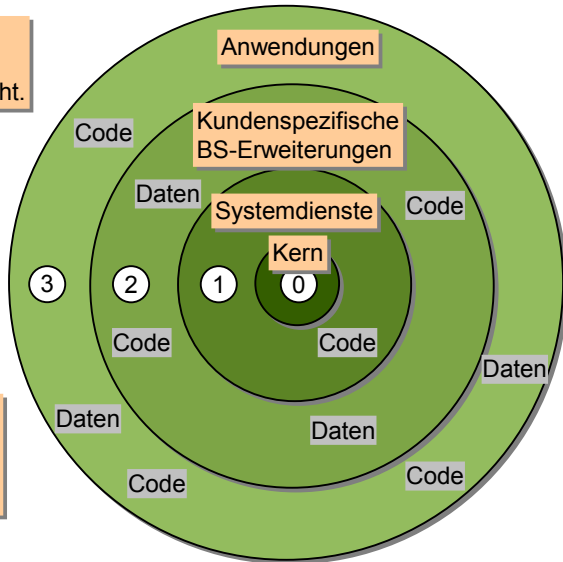 Anwendungen
ht.
Code
Kundenspezifische
BS-Erweiterungen
Daten
Code
Systemdienste
Kern
3
2
1
0
Code
Code
Daten
Daten
Daten
Code
Code